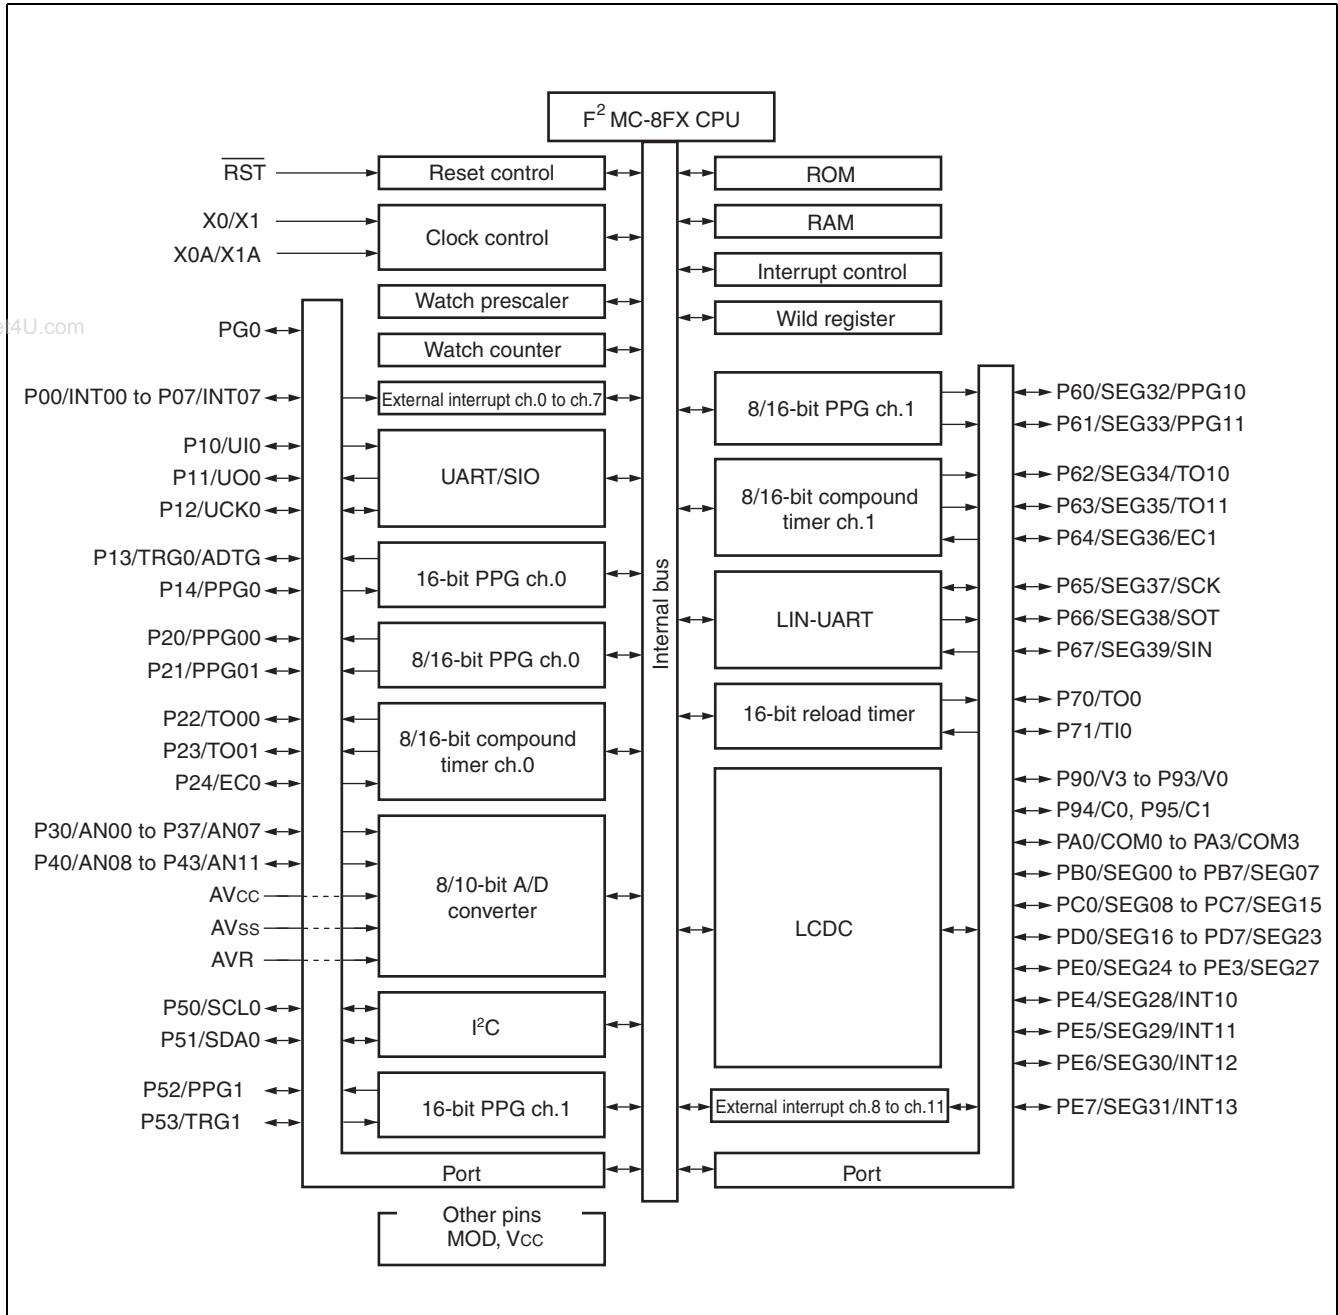 F² MC-8FX CPU
RST
Reset control
ROM
X0/X1
X0A/X1A
Clock control
RAM
Interrupt control
Watch prescaler
Wild register
et4U.com
PG0
Watch counter
P00/INT00 to P07/INT07
External interrupt ch.0 to ch.7
P10/UI0
P11/UO0
P12/UCK0
UART/SIO
P13/TRG0/ADTG
P14/PPG0
16-bit PPG ch.0
P20/PPG00
P21/PPG01
8/16-bit PPG ch.0
P22/TO00
P23/TO01
P24/EC0
8/16-bit compound
timer ch.0
P30/AN00 to P37/AN07
P40/AN08 to P43/AN11
AVCC
AVSS
AVR
8/10-bit A/D
converter
P50/SCL0
P51/SDA0
I²C
P52/PPG1
P53/TRG1
16-bit PPG ch.1
Port
Other pins
MOD, VCC
Internal bus
8/16-bit PPG ch.1
P60/SEG32/PPG10
P61/SEG33/PPG11
8/16-bit compound
timer ch.1
P62/SEG34/TO10
P63/SEG35/TO11
P64/SEG36/EC1
LIN-UART
P65/SEG37/SCK
P66/SEG38/SOT
P67/SEG39/SIN
16-bit reload timer
P70/TO0
P71/TI0
LCDC
P90/V3 to P93/V0
P94/C0, P95/C1
PA0/COM0 to PA3/COM3
PB0/SEG00 to PB7/SEG07
PC0/SEG08 to PC7/SEG15
PD0/SEG16 to PD7/SEG23
PE0/SEG24 to PE3/SEG27
PE4/SEG28/INT10
PE5/SEG29/INT11
PE6/SEG30/INT12
External interrupt ch.8 to ch.11
PE7/SEG31/INT13
Port